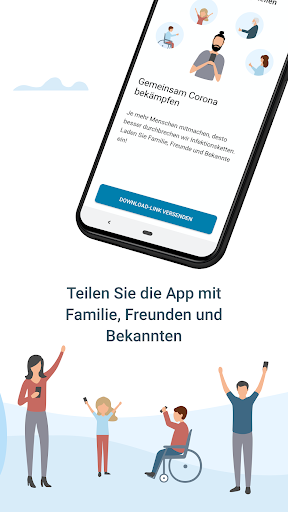 Gemeinsam Corona
bekämpfen
Je mehr Menschen mitmachen, desto
besser durchbrechen wir Infektionsketten.
Laden Sie Familie, Freunde und Bekannte
ein!
DOWNLOAD-LINK VERSENDEN
Teilen Sie die App mit
Familie, Freunden und
Bekannten